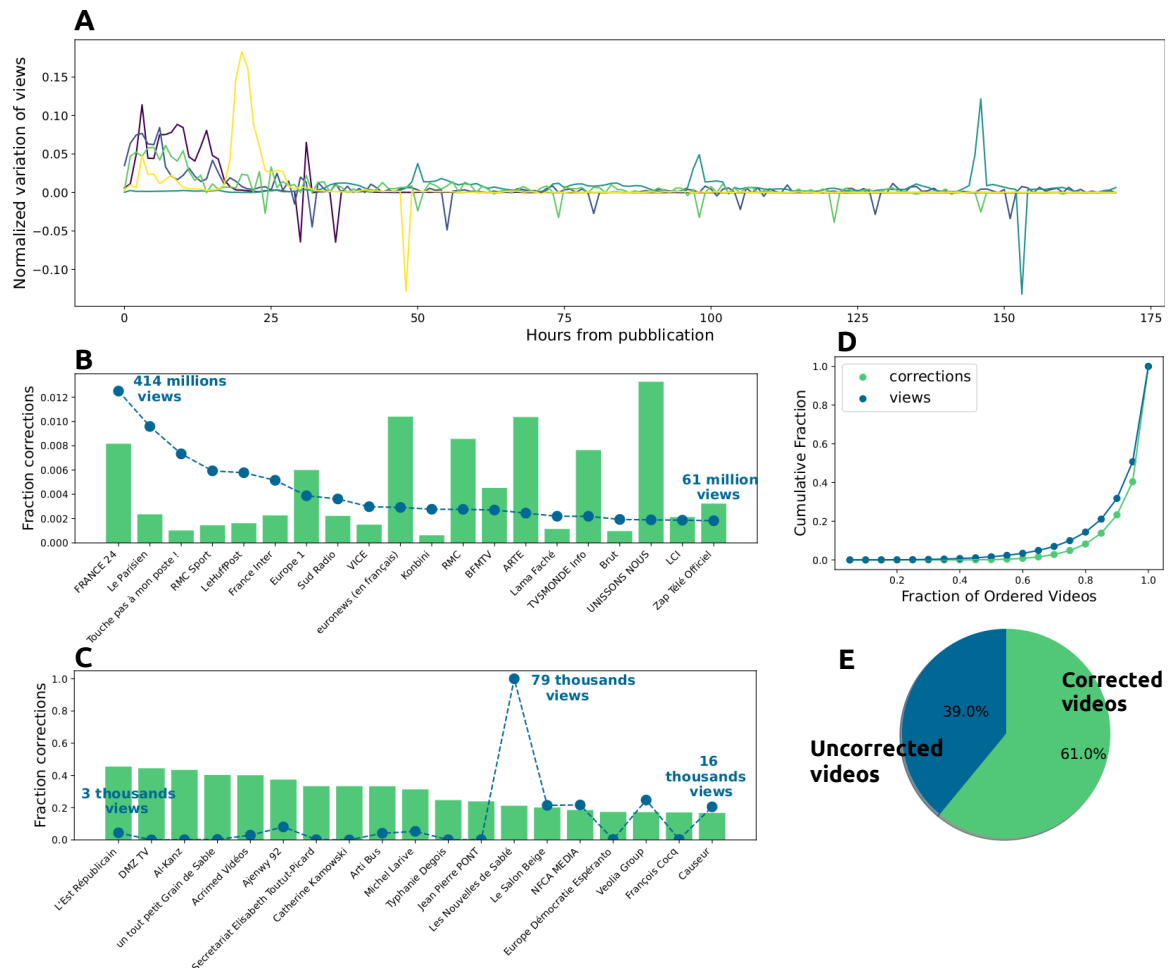 A
Normalized variation of views
0.15
0.10
0.05
0.00
−0.05
−0.10
0
25
50
75
100
125
150
175
Hours from pubblication
B
Fraction corrections
0.012
0.010
0.008
0.006
0.004
0.002
0.000
414 millions
views
61 million
views
FRANCE 24
Le Parisien
Touche pas à mon poste !
RMC Sport
LeHuffPost
France Inter
Europe 1
Sud Radio
VICE
euronews (en français)
Konbini
RMC
BFMTV
ARTE
Lama Faché
TV5MONDE Info
Brut
UNISSONS NOUS
LCI
Zap Télé Officiel
D
Cumulative Fraction
1.0
0.8
0.6
0.4
0.2
0.0
corrections
views
0.2
0.4
0.6
0.8
1.0
Fraction of Ordered Videos
C
Fraction corrections
1.0
0.8
0.6
0.4
0.2
0.0
3 thousands
views
79 thousands
views
16
thousands
views
L'Est Républicain
DMZ TV
Al-Kanz
un tout petit Grain de Sable
Acrimed Vidéos
Ajenwy 92
Secretariat Elisabeth Toutut-Picard
Catherine Kamowski
Arti Bus
Michel Larive
Typhanie Degois
Jean Pierre PONT
Les Nouvelles de Sablé
Le Salon Beige
NFCA MEDIA
Europe Démocratie Espéranto
Veolia Group
François Cocq
Causeur
E
Corrected
videos
39.0%
61.0%
Uncorrected
videos